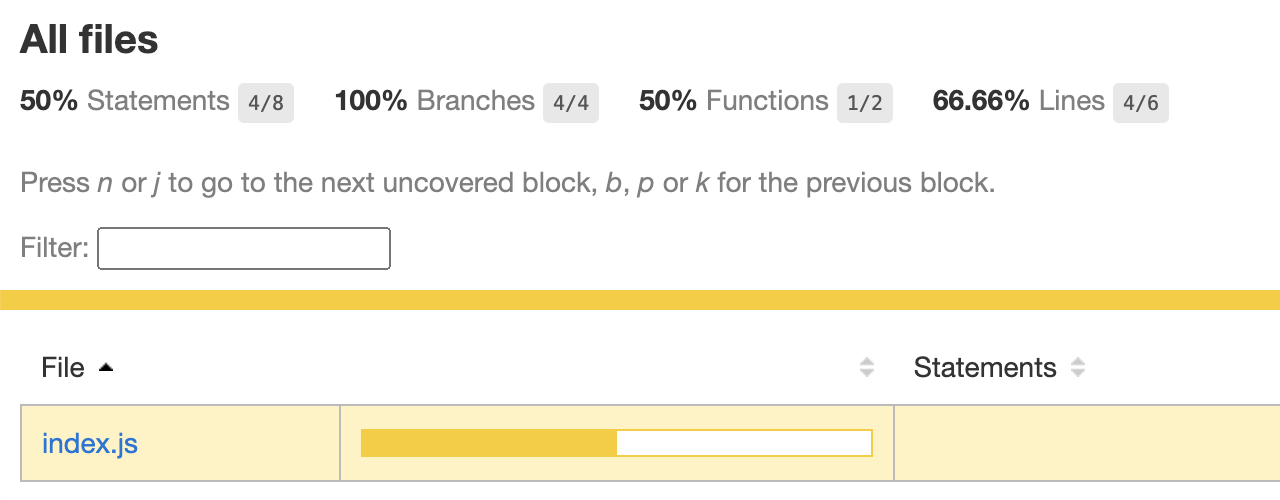 All files
50% Statements 4/8 100% Branches 4/4 50% Functions 1/2 66.66% Lines 4/6
Press n or j to go to the next uncovered block, b, p or k for the previous block.
Filter:
File Statements
index.js